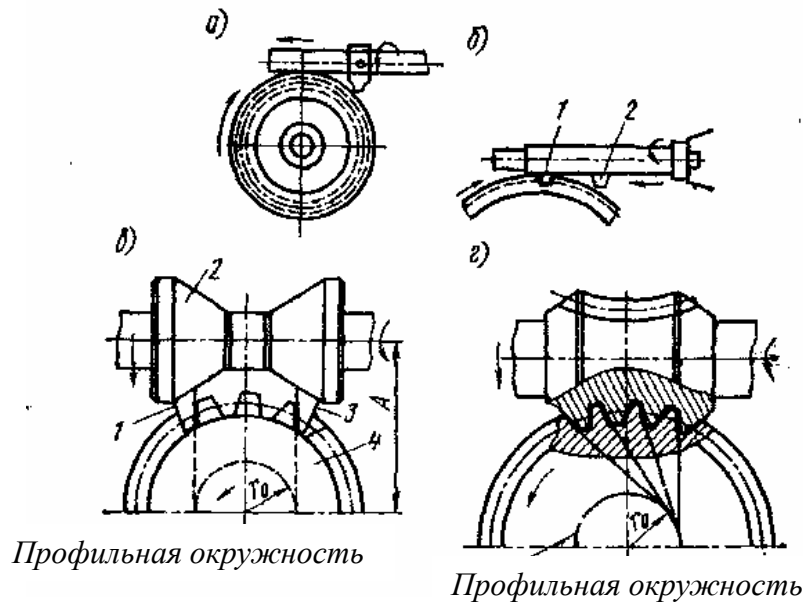 а)
б)
1 2
в)
2
1
3
4
A
r0
Профильная окружность
г)
r0
Профильная окружность